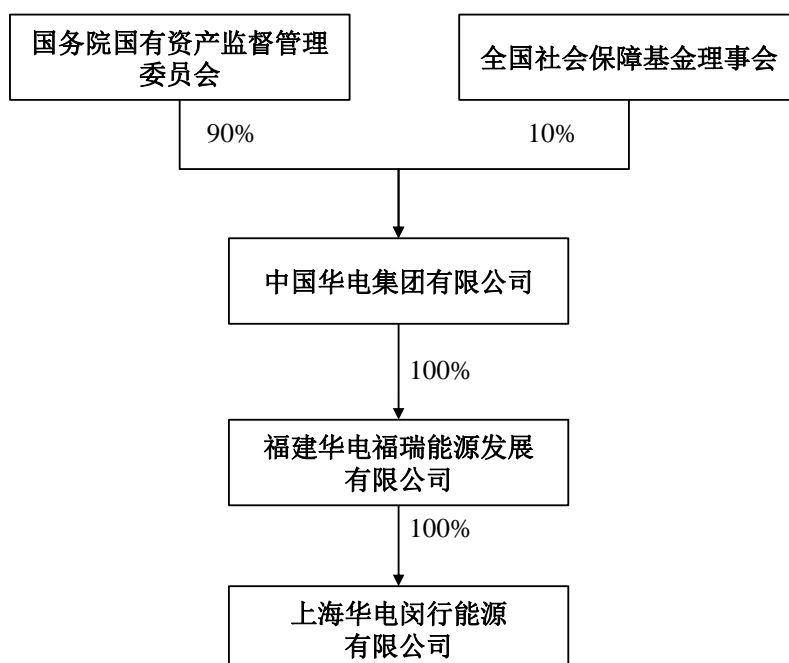 国务院国有资产监督管理
委员会
全国社会保障基金理事会
90%
10%
中国华电集团有限公司
100%
福建华电福瑞能源发展
有限公司
100%
上海华电闵行能源
有限公司